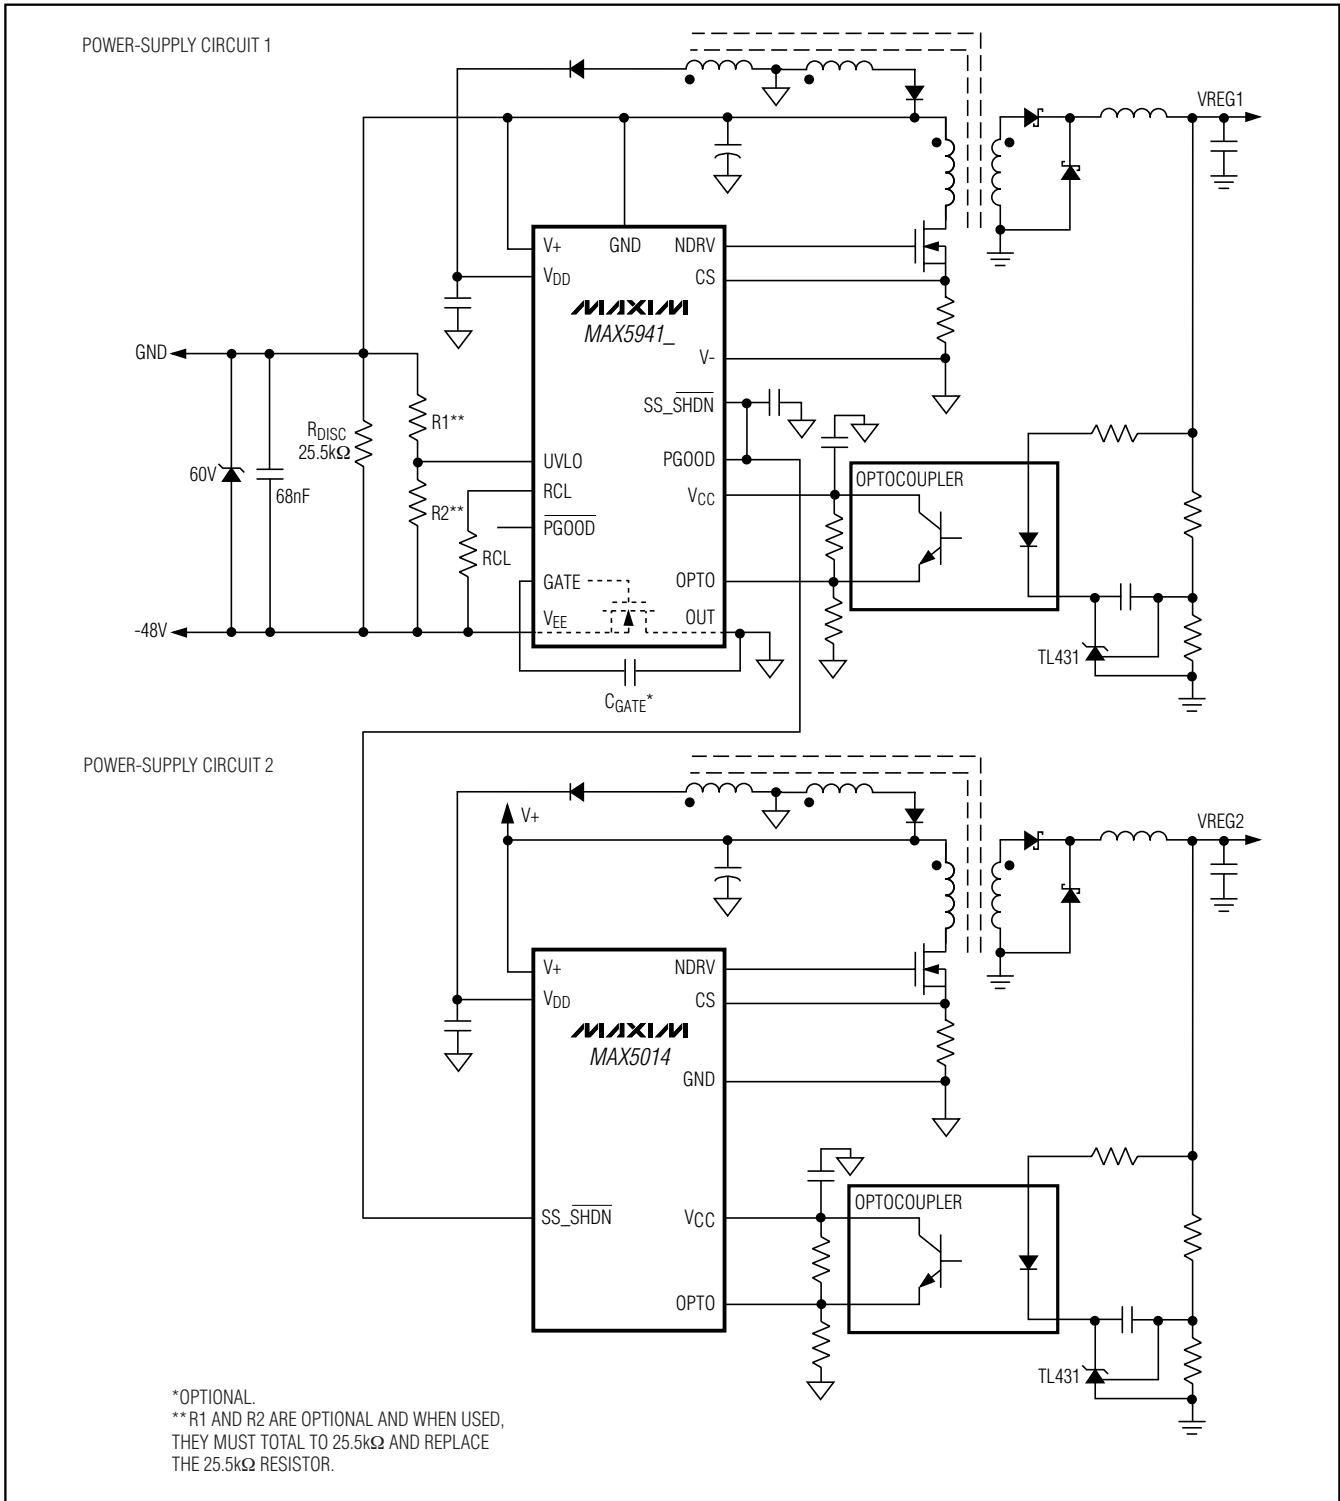 POWER-SUPPLY CIRCUIT 1
VREG1
V+
GND
NDRV
VDD
CS
MAXIM
MAX5941_
GND
V-
RDISC
25.5kΩ
R1**
SS_SHDN
60V
68nF
UVLO
PGOOD
OPTOCOUPLER
RCL
VCC
R2**
PGOOD
RCL
GATE
OPTO
VEE
OUT
-48V
TL431
CGATE*
POWER-SUPPLY CIRCUIT 2
V+
VREG2
V+
NDRV
VDD
CS
MAXIM
MAX5014
GND
OPTOCOUPLER
SS_SHDN
VCC
OPTO
TL431
*OPTIONAL.
**R1 AND R2 ARE OPTIONAL AND WHEN USED,
THEY MUST TOTAL TO 25.5kΩ AND REPLACE
THE 25.5kΩ RESISTOR.